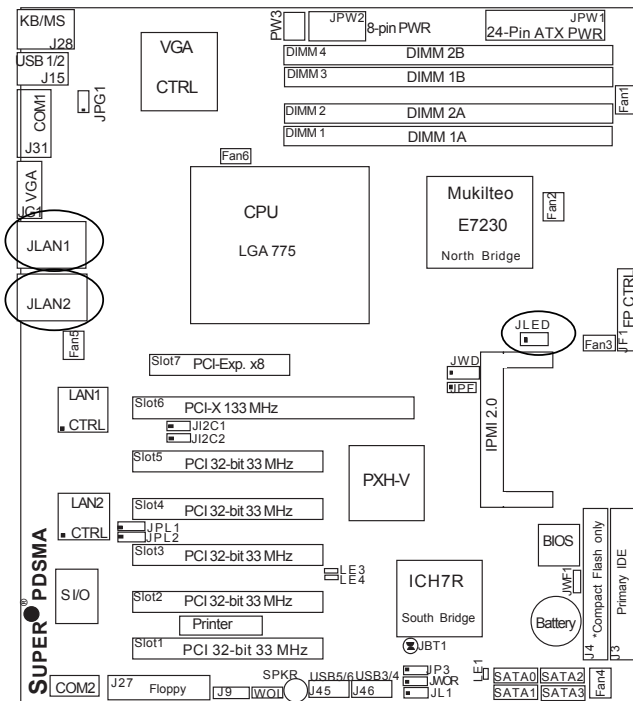 KB/MS
J28
USB 1/2
J15
JPG1
COM1
J31
VGA
JG1
JLAN1
JLAN2
Fan5
VGA
CTRL
PW3
JPW2
8-pin PWR
JPW1
24-Pin ATX PWR
DIMM 4
DIMM 2B
DIMM 3
DIMM 1B
DIMM 2
DIMM 2A
DIMM 1
DIMM 1A
Fan1
Fan6
CPU
LGA 775
Mukilteo
E7230
North Bridge
Fan2
JLED
Fan3
FP CTRL
JF1
JWD
IPF
IPMI 2.0
Slot7
PCI-Exp. x8
LAN1
CTRL
Slot6
PCI-X 133 MHz
JI2C1
JI2C2
Slot5
PCI 32-bit 33 MHz
PXH-V
LAN2
CTRL
Slot4
PCI 32-bit 33 MHz
JPL1
JPL2
Slot3
PCI 32-bit 33 MHz
LE3
LE4
BIOS
JWF1
J4
*Compact Flash only
J3
Primary IDE
S I/O
Slot2
PCI 32-bit 33 MHz
Printer
ICH7R
South Bridge
Battery
Slot1
PCI 32-bit 33 MHz
JBT1
SUPER® PDSMA
COM2
J27
Floppy
J9
WOL
SPKR
USB5/6
J45
USB3/4
J46
JP3
JWOR
JL1
LE1
SATA0
SATA2
SATA1
SATA3
Fan4